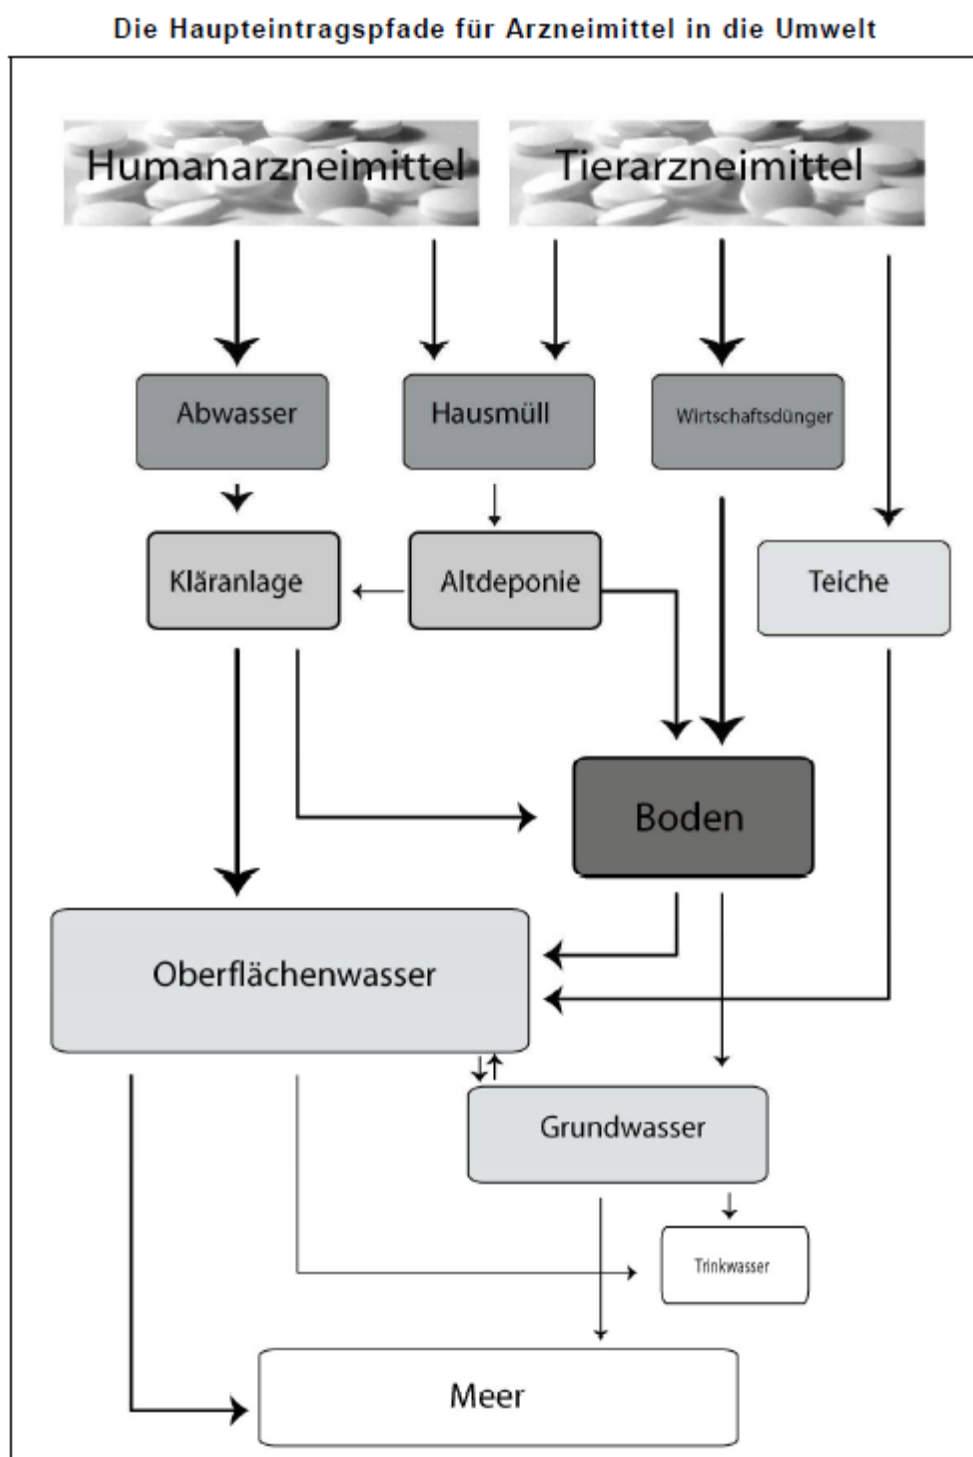 Die Haupteintragspfade für Arzneimittel in die Umwelt
Humanarzneimittel
Tierarzneimittel
Abwasser
Hausmüll
Wirtschaftsdünger
Kläranlage
Altdeponie
Teiche
Boden
Oberflächenwasser
Grundwasser
Trinkwasser
Meer